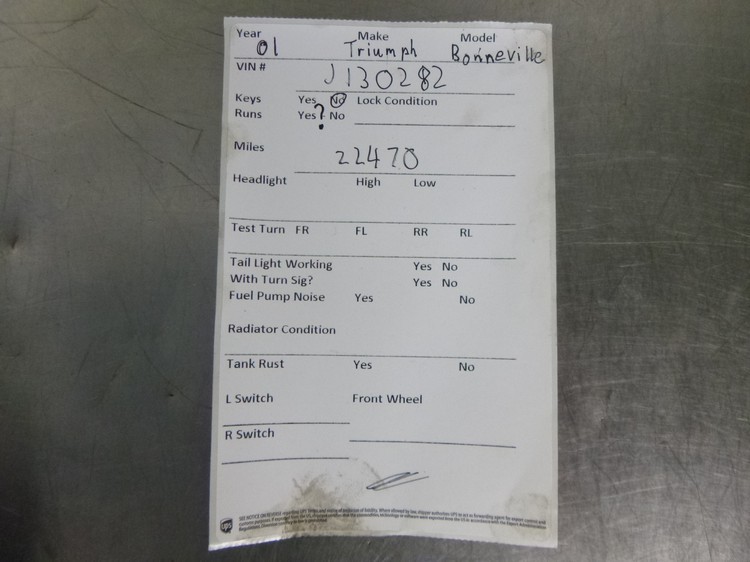 Year Make Model
01 Triumph Bonneville
VIN # J130282
Keys Yes No Lock Condition
Runs Yes ? No
Miles 22470
Headlight High Low
Test Turn FR FL RR RL
Tail Light Working Yes No
With Turn Sig? Yes No
Fuel Pump Noise Yes No
Radiator Condition
Tank Rust Yes No
L Switch Front Wheel
R Switch
ups